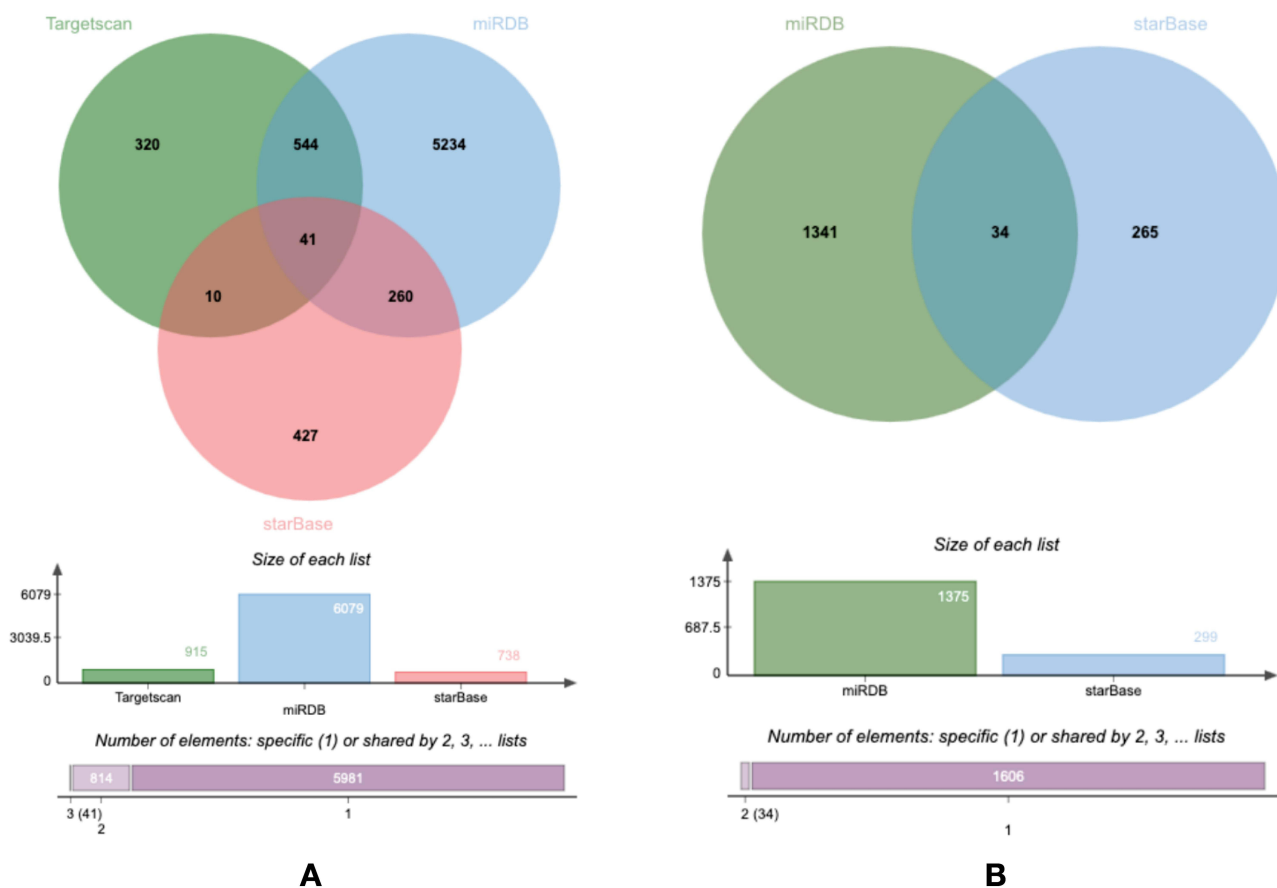 Targetscan
miRDB
320
544
5234
41
10
260
427
starBase
Size of each list
6079
3039.5
0
915
6079
738
Targetscan
miRDB
starBase
Number of elements: specific (1) or shared by 2, 3, ... lists
814
5981
3 (41)
2
1
A
miRDB
starBase
1341
34
265
Size of each list
1375
687.5
0
1375
299
miRDB
starBase
Number of elements: specific (1) or shared by 2, 3, ... lists
1606
2 (34)
1
B